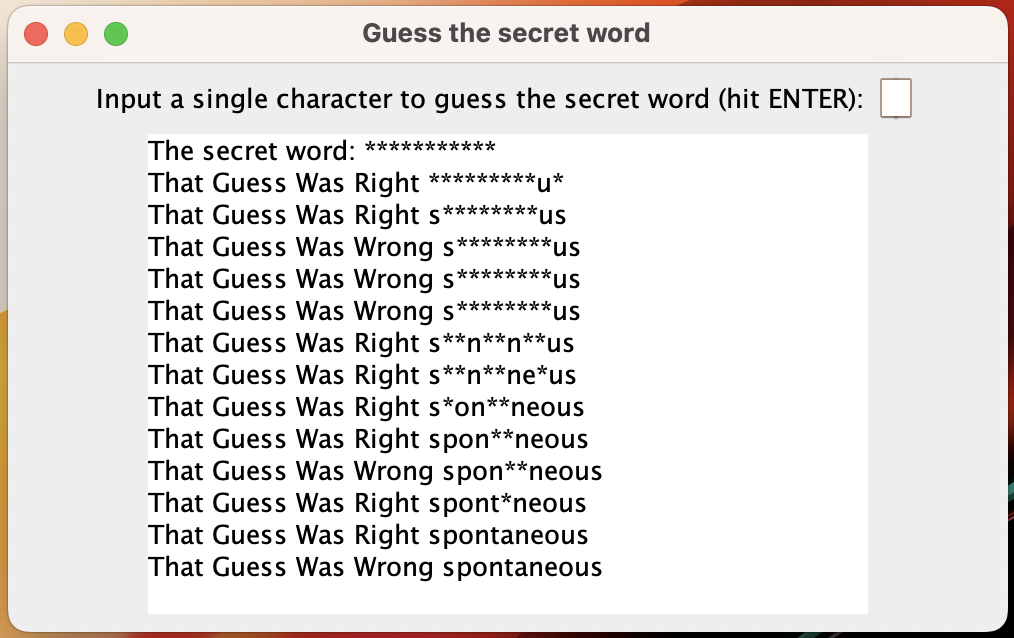 Guess the secret word
Input a single character to guess the secret word (hit ENTER):
The secret word: ***********
That Guess Was Right *********u*
That Guess Was Right s********us
That Guess Was Wrong s********us
That Guess Was Wrong s********us
That Guess Was Wrong s********us
That Guess Was Right s**n**n**us
That Guess Was Right s**n**ne*us
That Guess Was Right s*on**neous
That Guess Was Right spon**neous
That Guess Was Wrong spon**neous
That Guess Was Right spont*neous
That Guess Was Right spontaneous
That Guess Was Wrong spontaneous